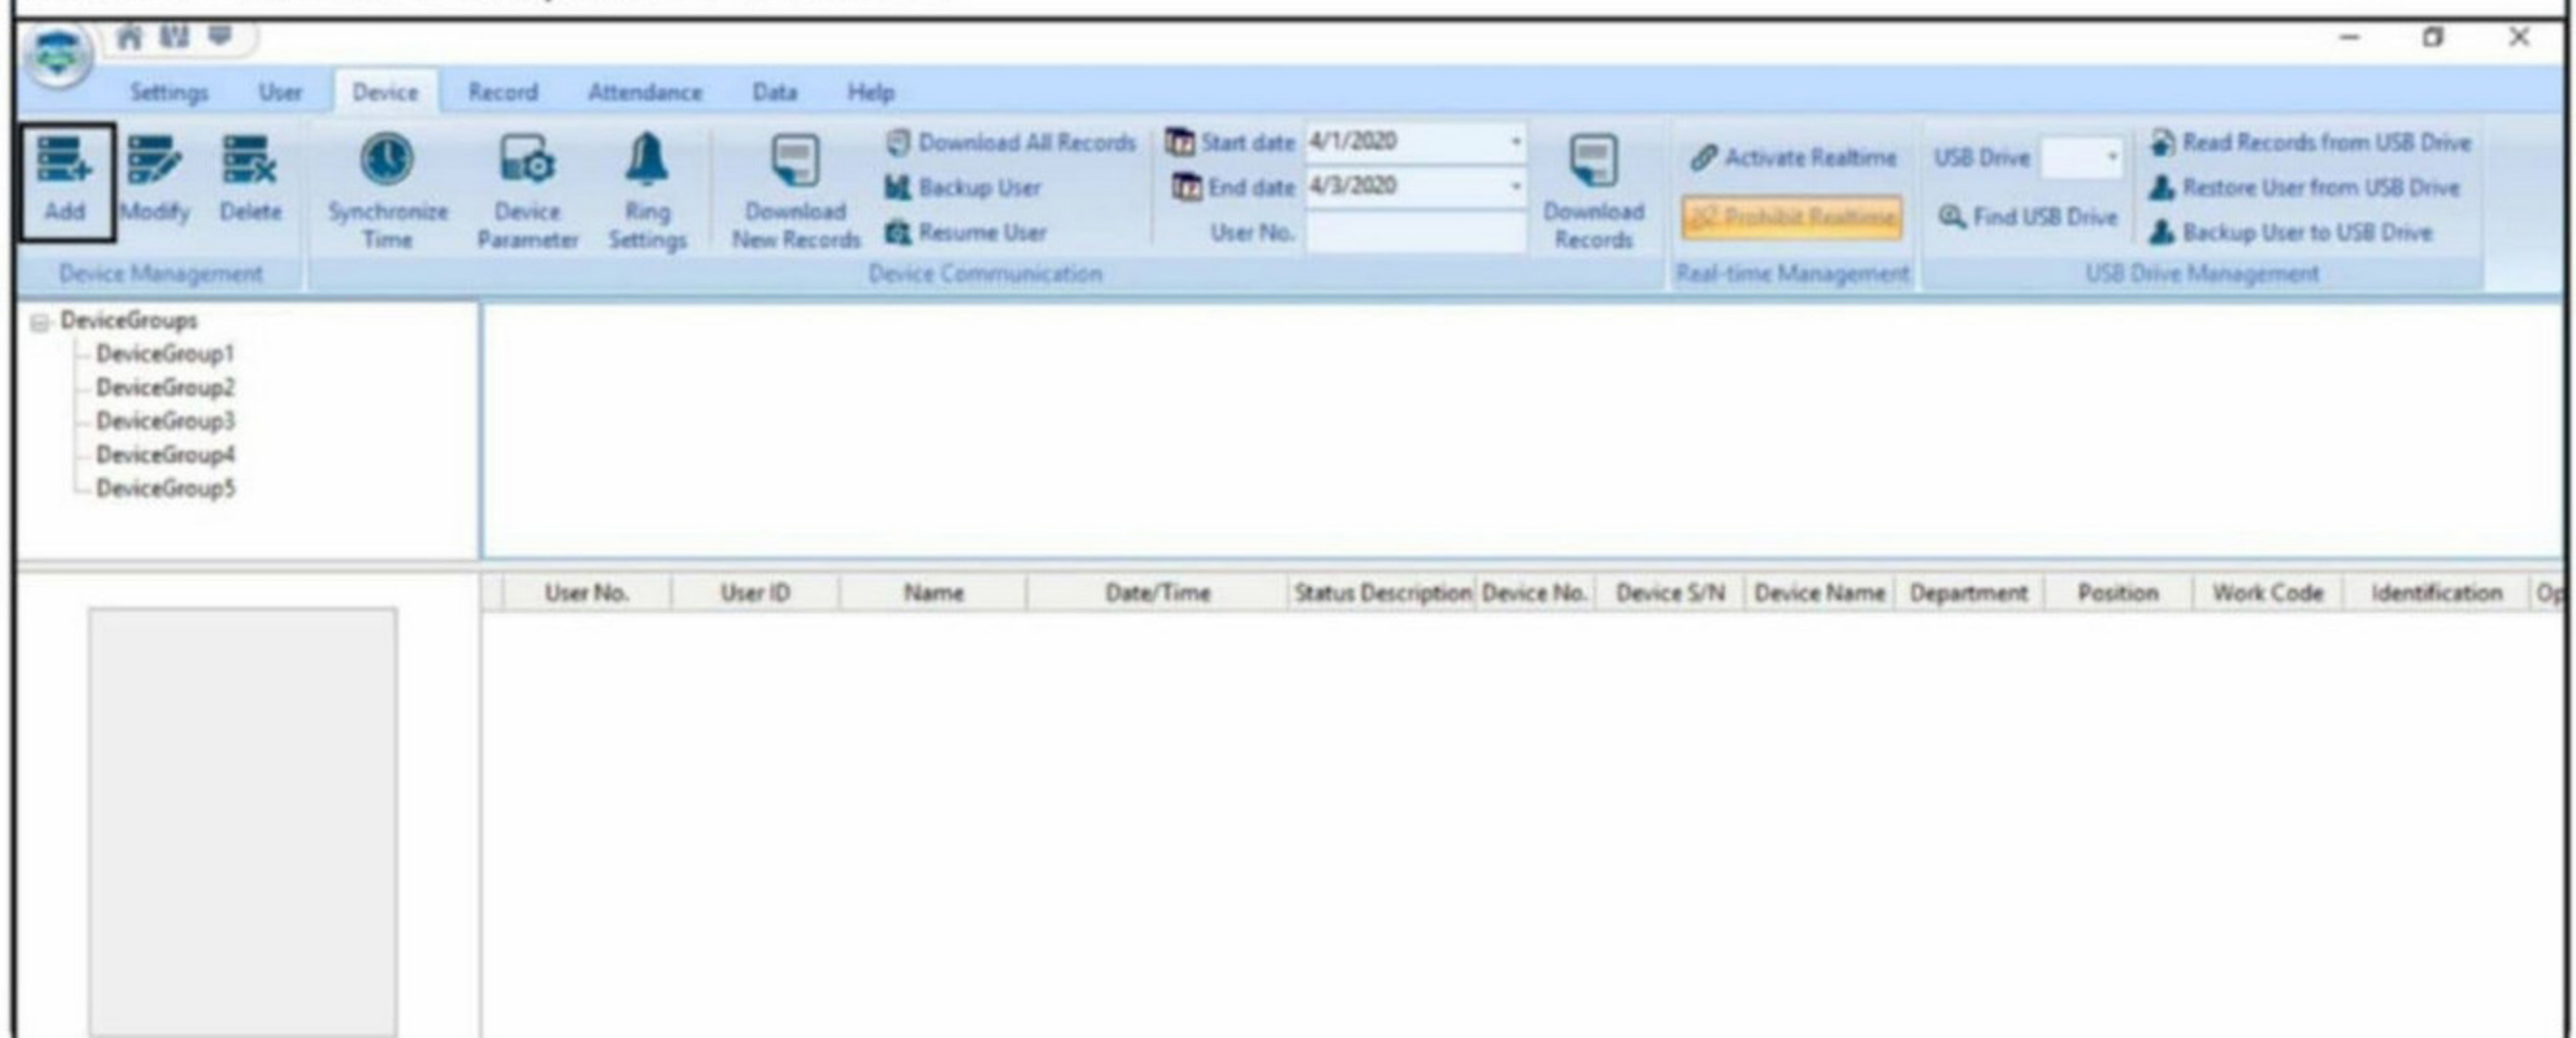 Settings User Device Record Attendance Data Help
Add Modify Delete
Device Management
Synchronize Time
Device Parameter
Ring Settings
Download New Records
Download All Records
Backup User
Resume User
Start date 4/1/2020
End date 4/3/2020
User No.
Download Records
Device Communication
Activate Realtime
Prohibit Realtime
Real-time Management
USB Drive
Find USB Drive
Read Records from USB Drive
Restore User from USB Drive
Backup User to USB Drive
USB Drive Management
DeviceGroups
DeviceGroup1
DeviceGroup2
DeviceGroup3
DeviceGroup4
DeviceGroup5
User No. User ID Name Date/Time Status Description Device No. Device S/N Device Name Department Position Work Code Identification Op